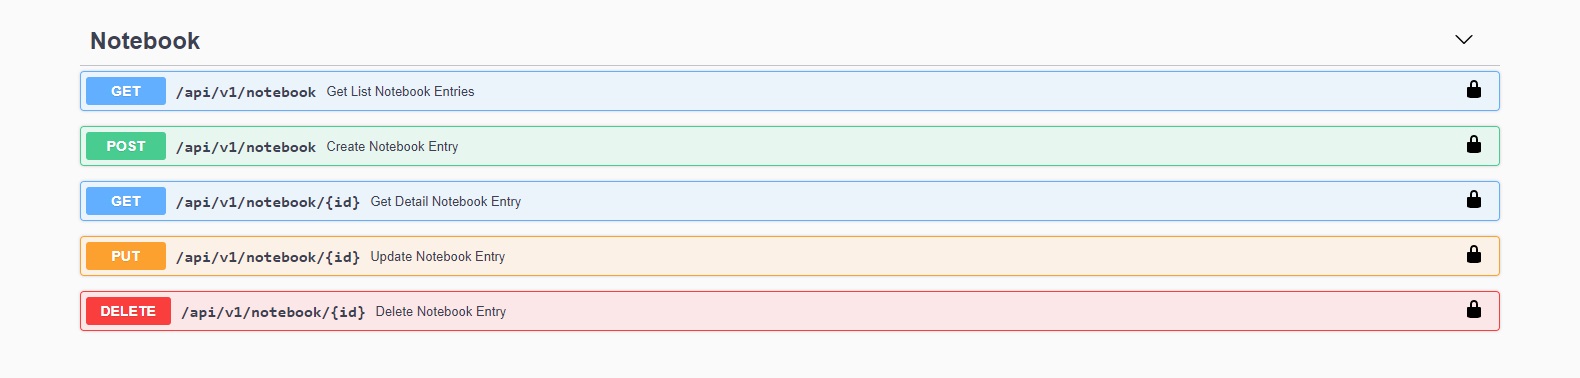 Notebook
GET /api/v1/notebook Get List Notebook Entries
POST /api/v1/notebook Create Notebook Entry
GET /api/v1/notebook/{id} Get Detail Notebook Entry
PUT /api/v1/notebook/{id} Update Notebook Entry
DELETE /api/v1/notebook/{id} Delete Notebook Entry